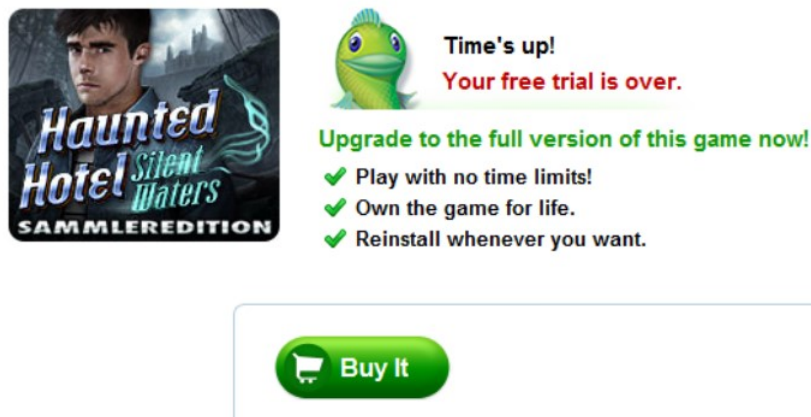 Haunted
Hotel Silent
Waters
SAMMLEREDITION
Time's up!
Your free trial is over.
Upgrade to the full version of this game now!
Play with no time limits!
Own the game for life.
Reinstall whenever you want.
Buy It